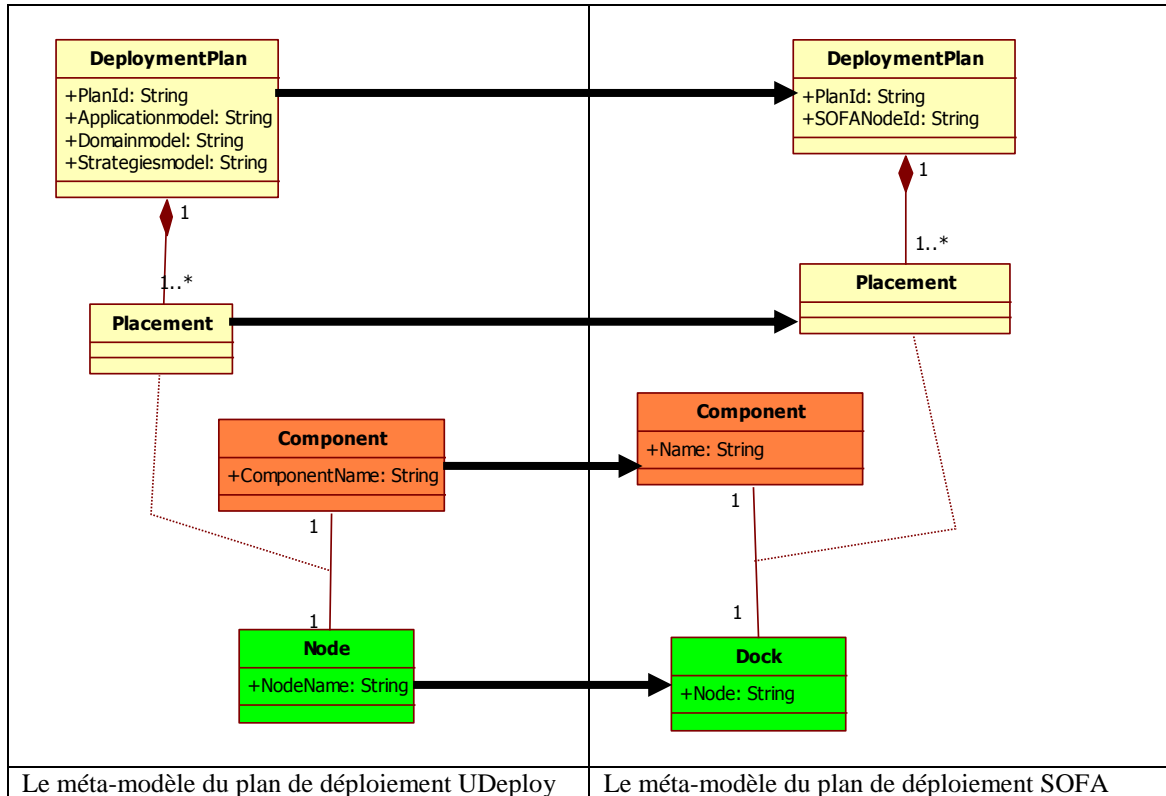 DeploymentPlan
+PlanId: String
+Applicationmodel: String
+Domainmodel: String
+Strategiesmodel: String
1
1..*
Placement
Component
+ComponentName: String
1
1
Node
+NodeName: String
Le méta-modèle du plan de déploiement UDeploy
DeploymentPlan
+PlanId: String
+SOFANodeId: String
1
1..*
Placement
Component
+Name: String
1
1
Dock
+Node: String
Le méta-modèle du plan de déploiement SOFA